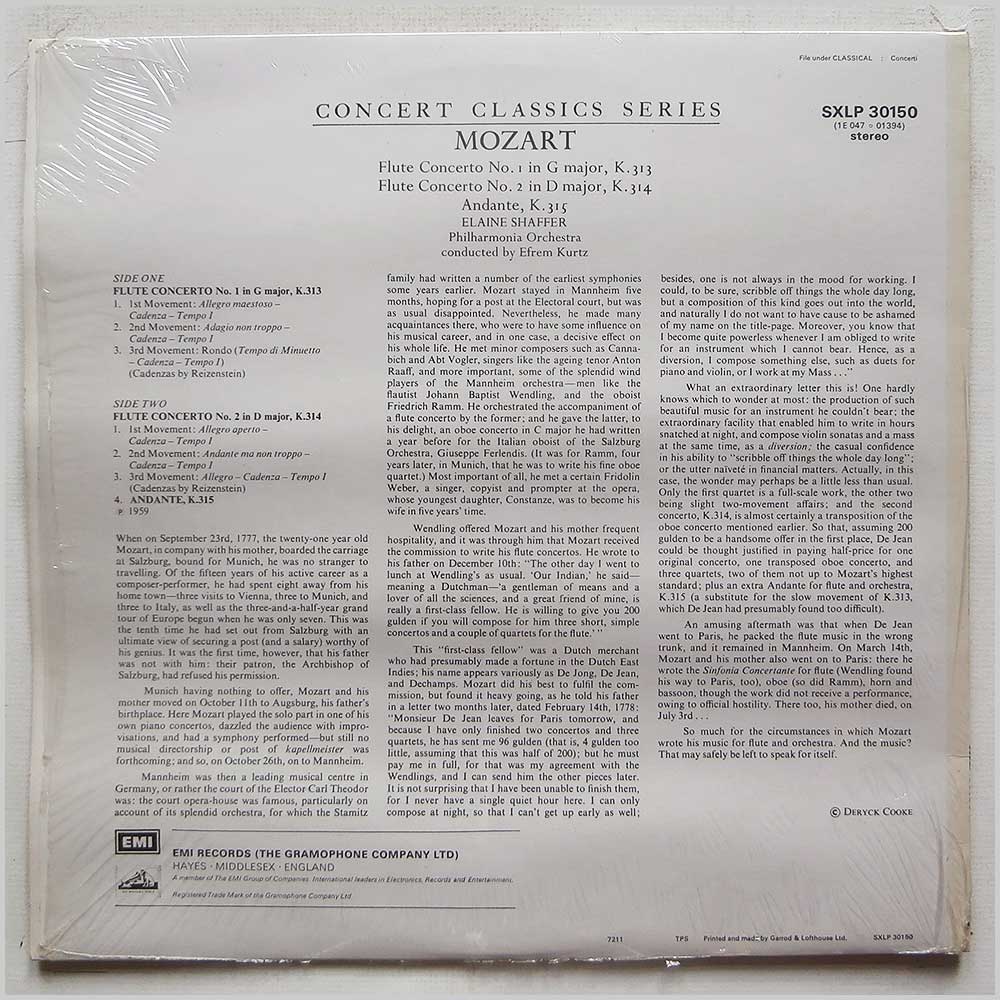 File under CLASSICAL : Concerti
CONCERT CLASSICS SERIES
SXLP 30150
(1E 047 ○ 01394)
stereo
MOZART
Flute Concerto No. 1 in G major, K.313
Flute Concerto No. 2 in D major, K.314
Andante, K.315
ELAINE SHAFFER
Philharmonia Orchestra
conducted by Efrem Kurtz
SIDE ONE
FLUTE CONCERTO No. 1 in G major, K.313
1. 1st Movement: Allegro maestoso –
Cadenza – Tempo I
2. 2nd Movement: Adagio non troppo –
Cadenza – Tempo I
3. 3rd Movement: Rondo (Tempo di Minuetto
– Cadenza – Tempo I)
(Cadenzas by Reizenstein)
SIDE TWO
FLUTE CONCERTO No. 2 in D major, K.314
1. 1st Movement: Allegro aperto –
Cadenza – Tempo I
2. 2nd Movement: Andante ma non troppo –
Cadenza – Tempo I
3. 3rd Movement: Allegro – Cadenza – Tempo I
(Cadenzas by Reizenstein)
4. ANDANTE, K.315
℗ 1959
When on September 23rd, 1777, the twenty-one year old
Mozart, in company with his mother, boarded the carriage
at Salzburg, bound for Munich, he was no stranger to
travelling. Of the fifteen years of his active career as a
composer-performer, he had spent eight away from his
home town—three visits to Vienna, three to Munich, and
three to Italy, as well as the three-and-a-half-year grand
tour of Europe begun when he was only seven. This was
the tenth time he had set out from Salzburg with an
ultimate view of securing a post (and a salary) worthy of
his genius. It was the first time, however, that his father
was not with him: their patron, the Archbishop of
Salzburg, had refused his permission.
Munich having nothing to offer, Mozart and his
mother moved on October 11th to Augsburg, his father's
birthplace. Here Mozart played the solo part in one of his
own piano concertos, dazzled the audience with impro-
visations, and had a symphony performed—but still no
musical directorship or post of kapellmeister was
forthcoming; and so, on October 26th, on to Mannheim.
Mannheim was then a leading musical centre in
Germany, or rather the court of the Elector Carl Theodor
was: the court opera-house was famous, particularly on
account of its splendid orchestra, for which the Stamitz
family had written a number of the earliest symphonies
some years earlier. Mozart stayed in Mannheim five
months, hoping for a post at the Electoral court, but was
as usual disappointed. Nevertheless, he made many
acquaintances there, who were to have some influence on
his musical career, and in one case, a decisive effect on
his whole life. He met minor composers such as Canna-
bich and Abt Vogler, singers like the ageing tenor Anton
Raaff, and more important, some of the splendid wind
players of the Mannheim orchestra—men like the
flautist Johann Baptist Wendling, and the oboist
Friedrich Ramm. He orchestrated the accompaniment of
a flute concerto by the former; and he gave the latter, to
his delight, an oboe concerto in C major he had written
a year before for the Italian oboist of the Salzburg
Orchestra, Giuseppe Ferlendis. (It was for Ramm, four
years later, in Munich, that he was to write his fine oboe
quartet.) Most important of all, he met a certain Fridolin
Weber, a singer, copyist and prompter at the opera,
whose youngest daughter, Constanze, was to become his
wife in five years' time.
Wendling offered Mozart and his mother frequent
hospitality, and it was through him that Mozart received
the commission to write his flute concertos. He wrote to
his father on December 10th: "The other day I went to
lunch at Wendling's as usual. 'Our Indian,' he said—
meaning a Dutchman—'a gentleman of means and a
lover of all the sciences, and a great friend of mine, is
really a first-class fellow. He is willing to give you 200
gulden if you will compose for him three short, simple
concertos and a couple of quartets for the flute.' "
This "first-class fellow" was a Dutch merchant
who had presumably made a fortune in the Dutch East
Indies; his name appears variously as De Jong, De Jean,
and Dechamps. Mozart did his best to fulfil the com-
mission, but found it heavy going, as he told his father
in a letter two months later, dated February 14th, 1778:
"Monsieur De Jean leaves for Paris tomorrow, and
because I have only finished two concertos and three
quartets, he has sent me 96 gulden (that is, 4 gulden too
little, assuming that this was half of 200); but he must
pay me in full, for that was my agreement with the
Wendlings, and I can send him the other pieces later.
It is not surprising that I have been unable to finish them,
for I never have a single quiet hour here. I can only
compose at night, so that I can't get up early as well;
besides, one is not always in the mood for working. I
could, to be sure, scribble off things the whole day long,
but a composition of this kind goes out into the world,
and naturally I do not want to have cause to be ashamed
of my name on the title-page. Moreover, you know that
I become quite powerless whenever I am obliged to write
for an instrument which I cannot bear. Hence, as a
diversion, I compose something else, such as duets for
piano and violin, or I work at my Mass . . ."
What an extraordinary letter this is! One hardly
knows which to wonder at most: the production of such
beautiful music for an instrument he couldn't bear; the
extraordinary facility that enabled him to write in hours
snatched at night, and compose violin sonatas and a mass
at the same time, as a diversion; the casual confidence
in his ability to "scribble off things the whole day long";
or the utter naïveté in financial matters. Actually, in this
case, the wonder may perhaps be a little less than usual.
Only the first quartet is a full-scale work, the other two
being slight two-movement affairs; and the second
concerto, K.314, is almost certainly a transposition of the
oboe concerto mentioned earlier. So that, assuming 200
gulden to be a handsome offer in the first place, De Jean
could be thought justified in paying half-price for one
original concerto, one transposed oboe concerto, and
three quartets, two of them not up to Mozart's highest
standard; plus an extra Andante for flute and orchestra,
K.315 (a substitute for the slow movement of K.313,
which De Jean had presumably found too difficult).
An amusing aftermath was that when De Jean
went to Paris, he packed the flute music in the wrong
trunk, and it remained in Mannheim. On March 14th,
Mozart and his mother also went on to Paris: there he
wrote the Sinfonia Concertante for flute (Wendling found
his way to Paris, too), oboe (so did Ramm), horn and
bassoon, though the work did not receive a performance,
owing to official hostility. There too, his mother died, on
July 3rd . . .
So much for the circumstances in which Mozart
wrote his music for flute and orchestra. And the music?
That may safely be left to speak for itself.
© DERYCK COOKE
EMI
EMI RECORDS (THE GRAMOPHONE COMPANY LTD)
HAYES · MIDDLESEX · ENGLAND
A member of The EMI Group of Companies. International leaders in Electronics, Records and Entertainment.
Registered Trade Mark of the Gramophone Company Ltd
7211 TPS Printed and made by Garrod & Lofthouse Ltd. SXLP 30150